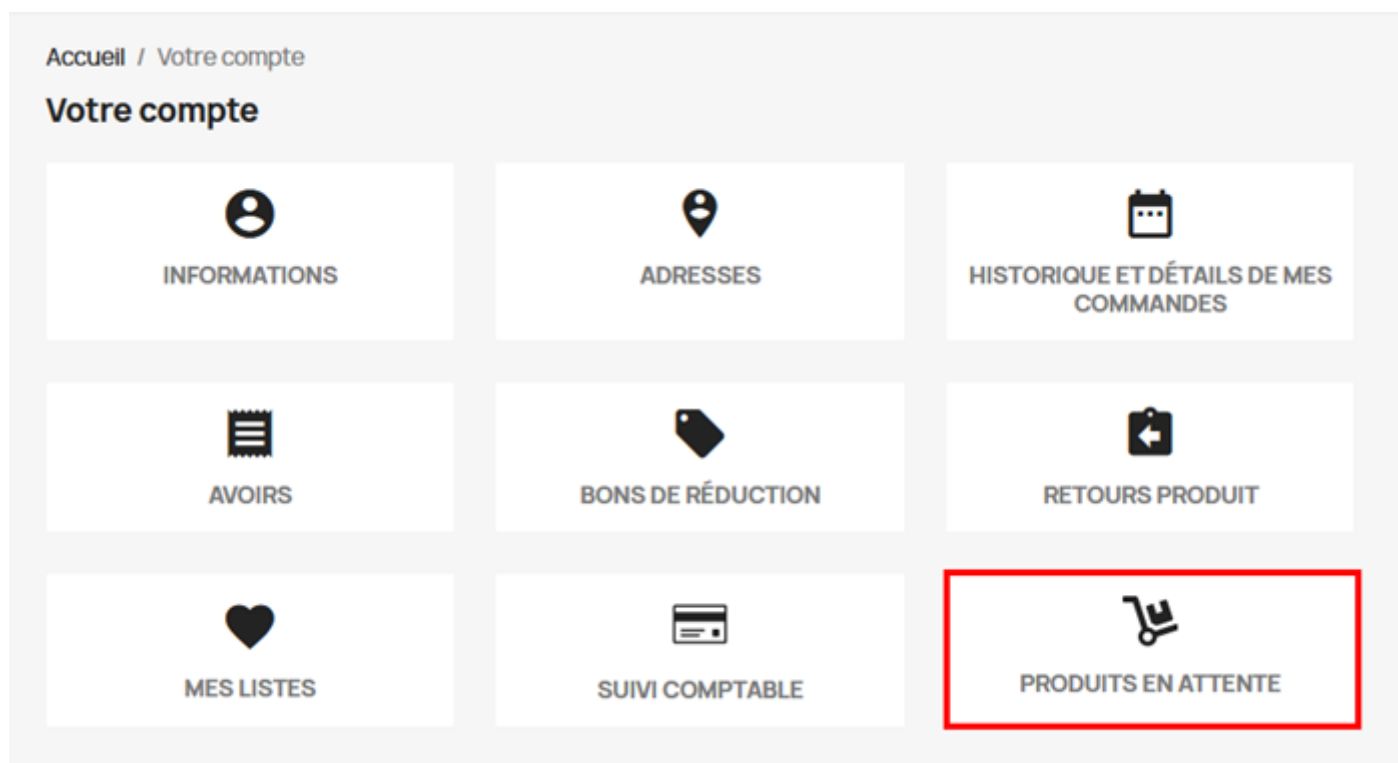 Accueil / Votre compte
Votre compte
INFORMATIONS
ADRESSES
HISTORIQUE ET DÉTAILS DE MES
COMMANDES
AVOIRS
BONS DE RÉDUCTION
RETOURS PRODUIT
MES LISTES
SUIVI COMPTABLE
PRODUITS EN ATTENTE